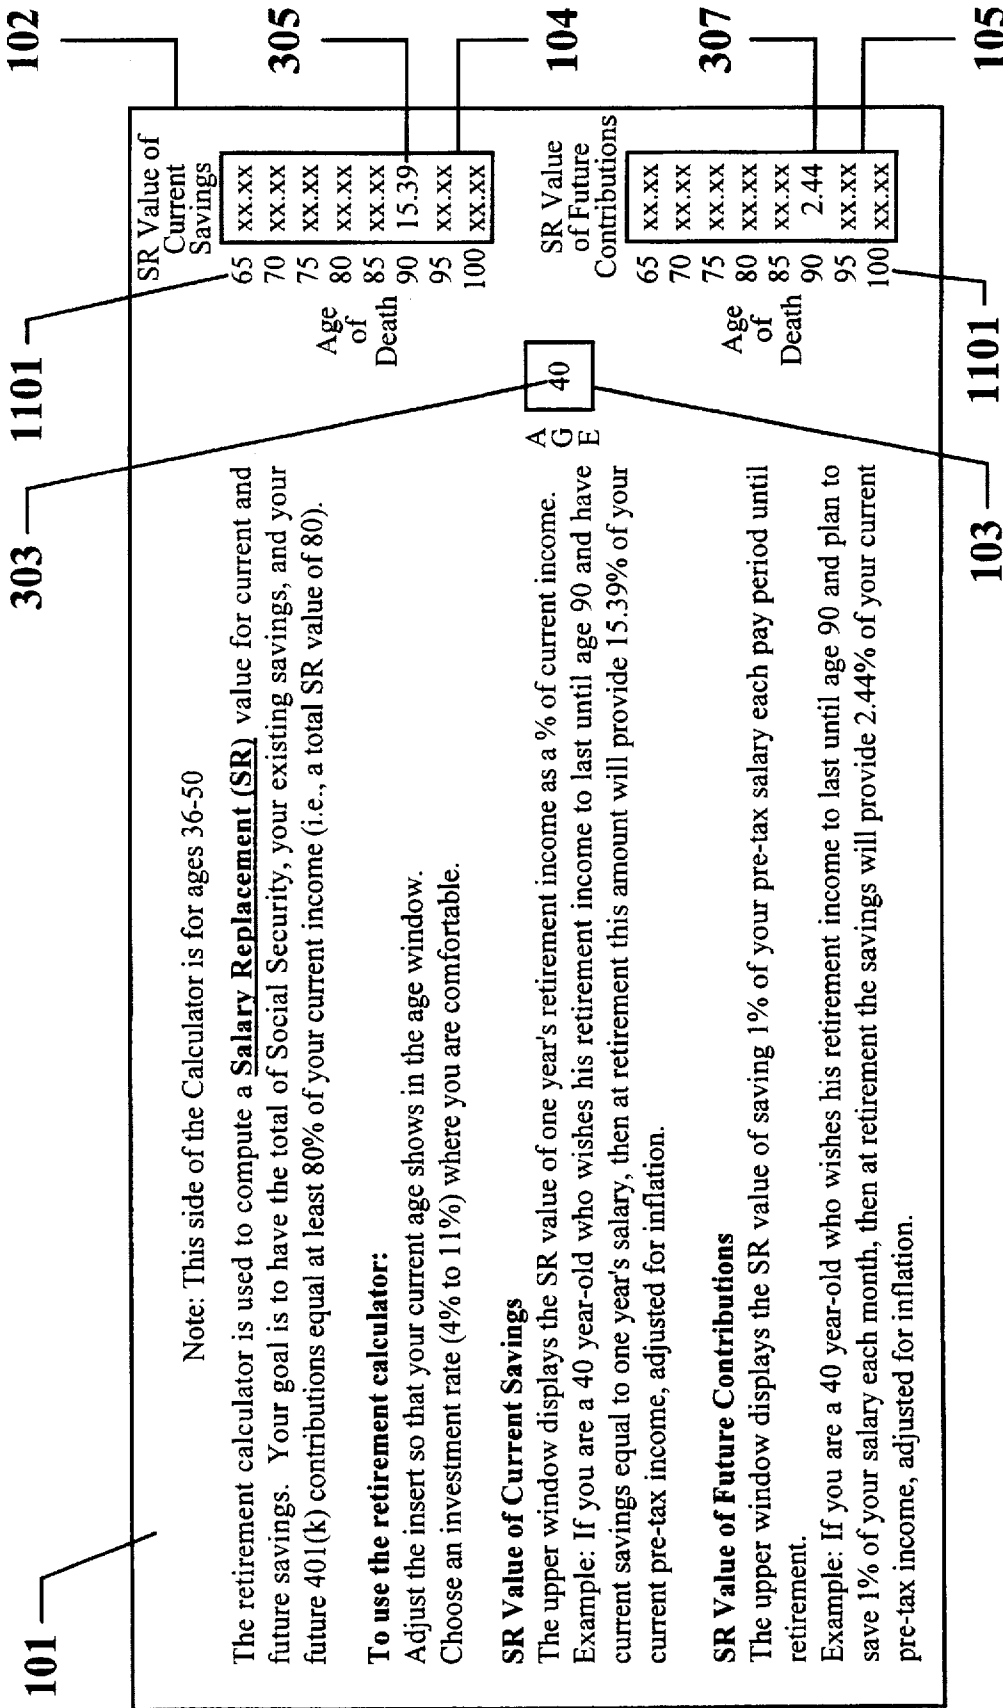 101
303
1101
102
305
104
307
105
1101
103
Note: This side of the Calculator is for ages 36-50
The retirement calculator is used to compute a Salary Replacement (SR) value for current and
future savings. Your goal is to have the total of Social Security, your existing savings, and your
future 401(k) contributions equal at least 80% of your current income (i.e., a total SR value of 80).
To use the retirement calculator:
Adjust the insert so that your current age shows in the age window.
Choose an investment rate (4% to 11%) where you are comfortable.
SR Value of Current Savings
The upper window displays the SR value of one year's retirement income as a % of current income.
Example: If you are a 40 year-old who wishes his retirement income to last until age 90 and have
current savings equal to one year's salary, then at retirement this amount will provide 15.39% of your
current pre-tax income, adjusted for inflation.
SR Value of Future Contributions
The upper window displays the SR value of saving 1% of your pre-tax salary each pay period until
retirement.
Example: If you are a 40 year-old who wishes his retirement income to last until age 90 and plan to
save 1% of your salary each month, then at retirement the savings will provide 2.44% of your current
pre-tax income, adjusted for inflation.
A
G
E
40
SR Value of
Current
Savings
Age
of
Death
65 xx.xx
70 xx.xx
75 xx.xx
80 xx.xx
85 xx.xx
90 15.39
95 xx.xx
100 xx.xx
SR Value
of Future
Contributions
Age
of
Death
65 xx.xx
70 xx.xx
75 xx.xx
80 xx.xx
85 xx.xx
90 2.44
95 xx.xx
100 xx.xx